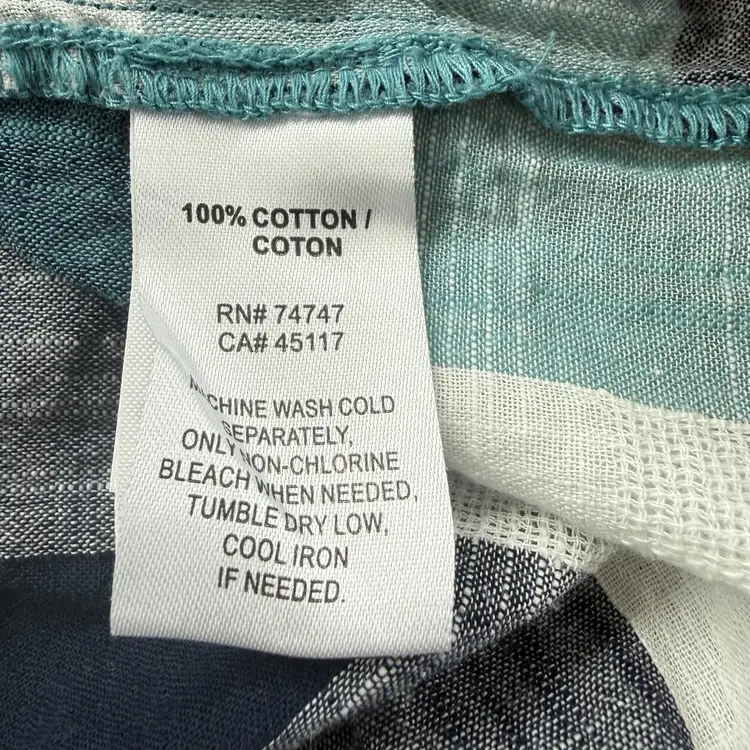 100% COTTON /
COTON
RN# 74747
CA# 45117
MACHINE WASH COLD
SEPARATELY,
ONLY NON-CHLORINE
BLEACH WHEN NEEDED,
TUMBLE DRY LOW,
COOL IRON
IF NEEDED.